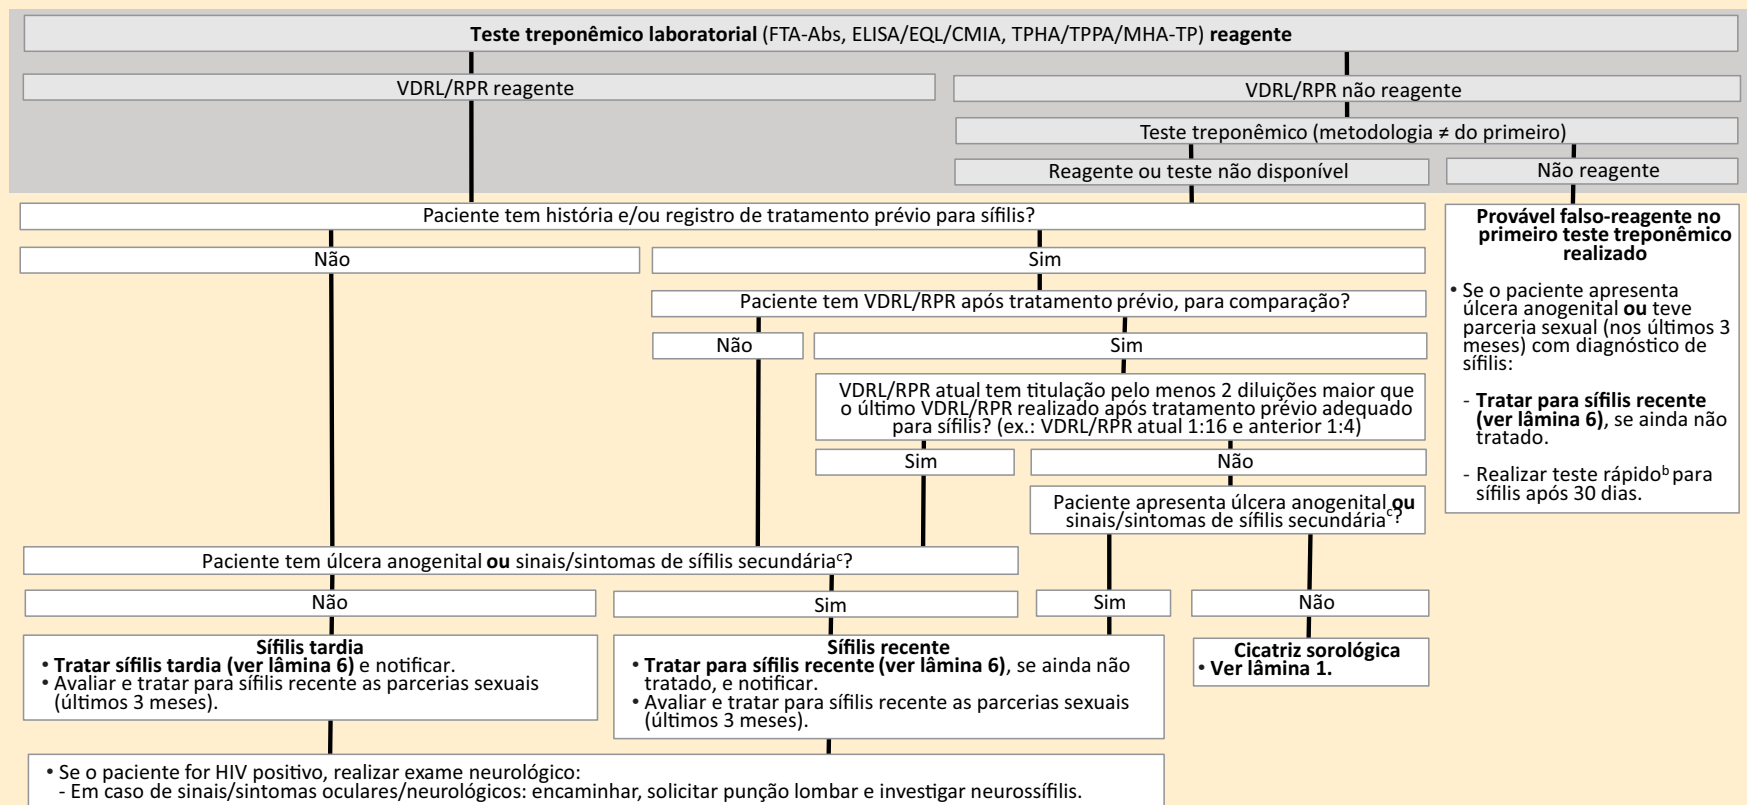 Teste treponêmico laboratorial (FTA-Abs, ELISA/EQL/CMIA, TPHA/TPPA/MHA-TP) reagente
VDRL/RPR reagente
VDRL/RPR não reagente
Teste treponêmico (metodologia ≠ do primeiro)
Reagente ou teste não disponível
Não reagente
Paciente tem história e/ou registro de tratamento prévio para sífilis?
Não
Sim
Paciente tem VDRL/RPR após tratamento prévio, para comparação?
Não
Sim
VDRL/RPR atual tem titulação pelo menos 2 diluições maior que
o último VDRL/RPR realizado após tratamento prévio adequado
para sífilis? (ex.: VDRL/RPR atual 1:16 e anterior 1:4)
Sim
Não
Paciente apresenta úlcera anogenital ou
sinais/sintomas de sífilis secundáriaᶜ?
Provável falso-reagente no
primeiro teste treponêmico
realizado
• Se o paciente apresenta
úlcera anogenital ou teve
parceria sexual (nos últimos 3
meses) com diagnóstico de
sífilis:
- Tratar para sífilis recente
(ver lâmina 6), se ainda não
tratado.
- Realizar teste rápidoᵇ para
sífilis após 30 dias.
Paciente tem úlcera anogenital ou sinais/sintomas de sífilis secundáriaᶜ?
Não
Sim
Sim
Não
Sífilis tardia
• Tratar sífilis tardia (ver lâmina 6) e notificar.
• Avaliar e tratar para sífilis recente as parcerias sexuais
(últimos 3 meses).
Sífilis recente
• Tratar para sífilis recente (ver lâmina 6), se ainda não
tratado, e notificar.
• Avaliar e tratar para sífilis recente as parcerias sexuais
(últimos 3 meses).
Cicatriz sorológica
• Ver lâmina 1.
• Se o paciente for HIV positivo, realizar exame neurológico:
- Em caso de sinais/sintomas oculares/neurológicos: encaminhar, solicitar punção lombar e investigar neurossífilis.